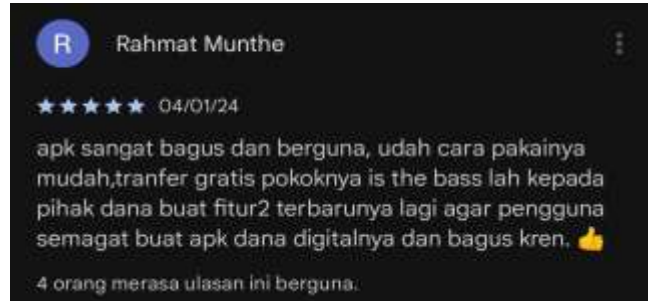 R
Rahmat Munthe
★★★★★ 04/01/24
apk sangat bagus dan berguna, udah cara pakainya
mudah,tranfer gratis pokoknya is the bass lah kepada
pihak dana buat fitur2 terbarunya lagi agar pengguna
semagat buat apk dana digitalnya dan bagus kren. 👍
4 orang merasa ulasan ini berguna.